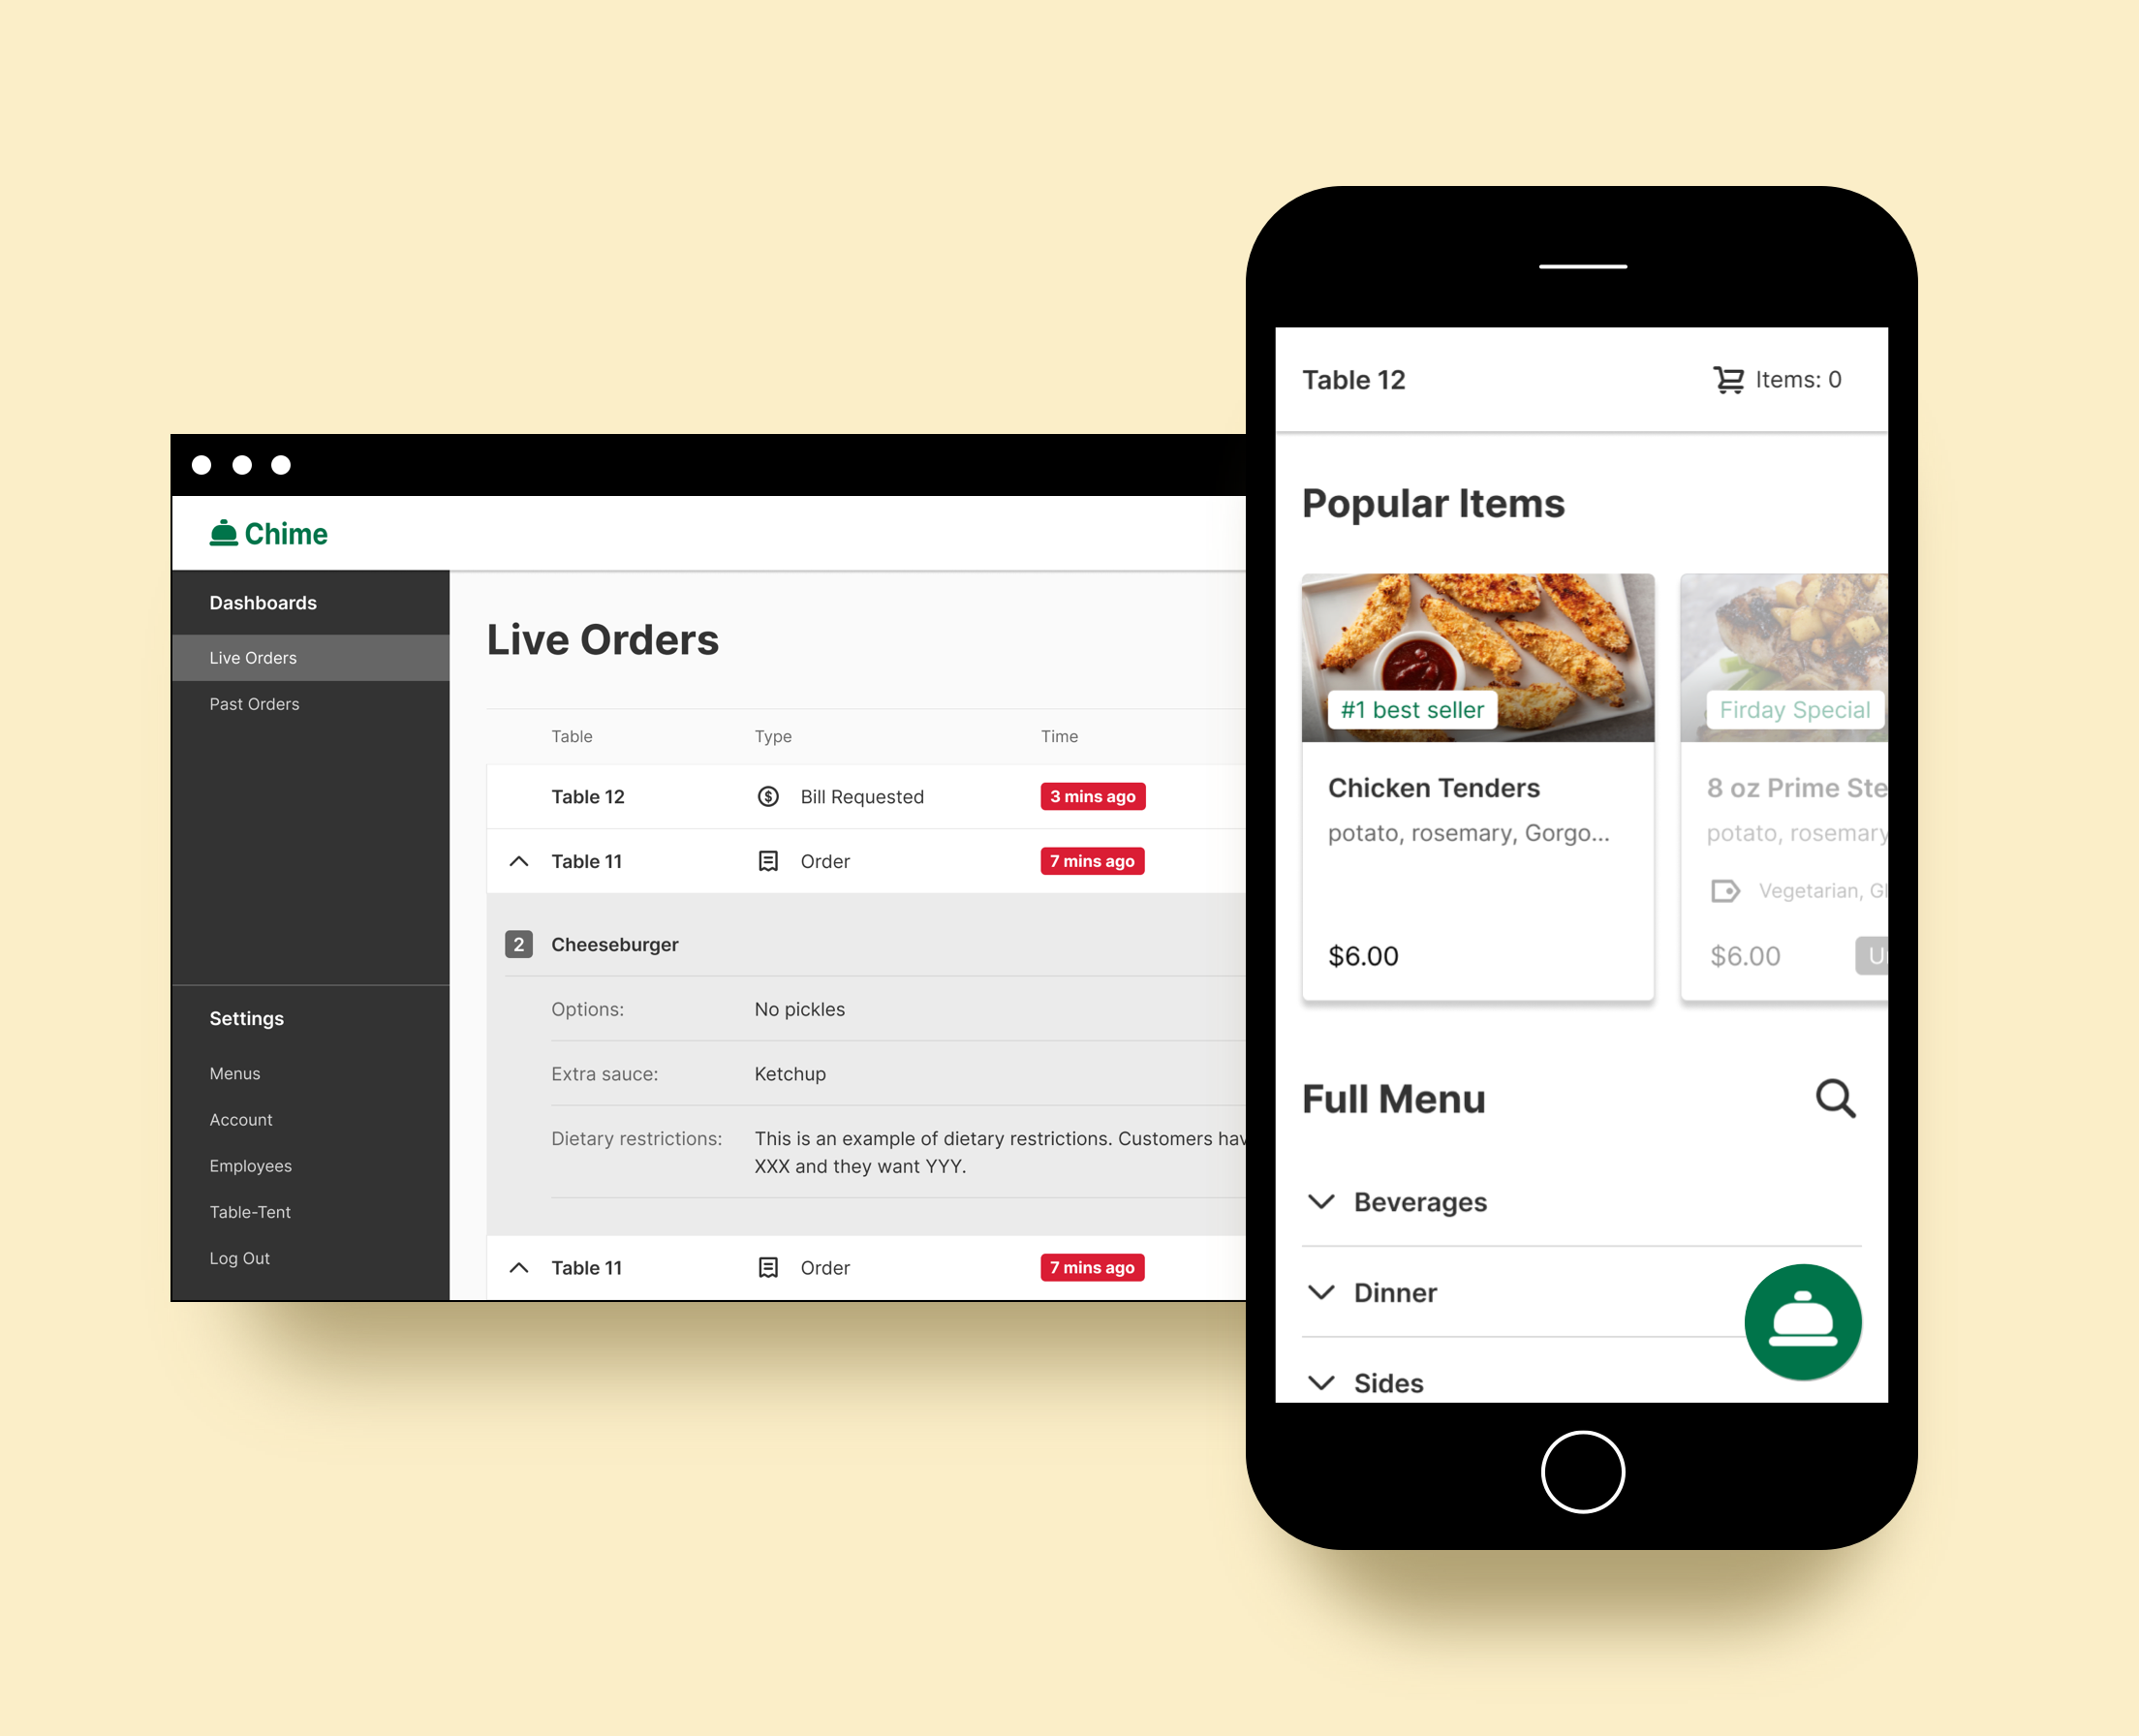 Chime
Dashboards
Live Orders
Past Orders
Settings
Menus
Account
Employees
Table-Tent
Log Out
Live Orders
Table Type Time
Table 12 Bill Requested 3 mins ago
Table 11 Order 7 mins ago
2 Cheeseburger
Options: No pickles
Extra sauce: Ketchup
Dietary restrictions: This is an example of dietary restrictions. Customers hav
XXX and they want YYY.
Table 11 Order 7 mins ago
Table 12 Items: 0
Popular Items
#1 best seller
Chicken Tenders
potato, rosemary, Gorgo...
$6.00
Firday Special
8 oz Prime Ste
potato, rosemary
Vegetarian, Gl
$6.00 U
Full Menu
Beverages
Dinner
Sides